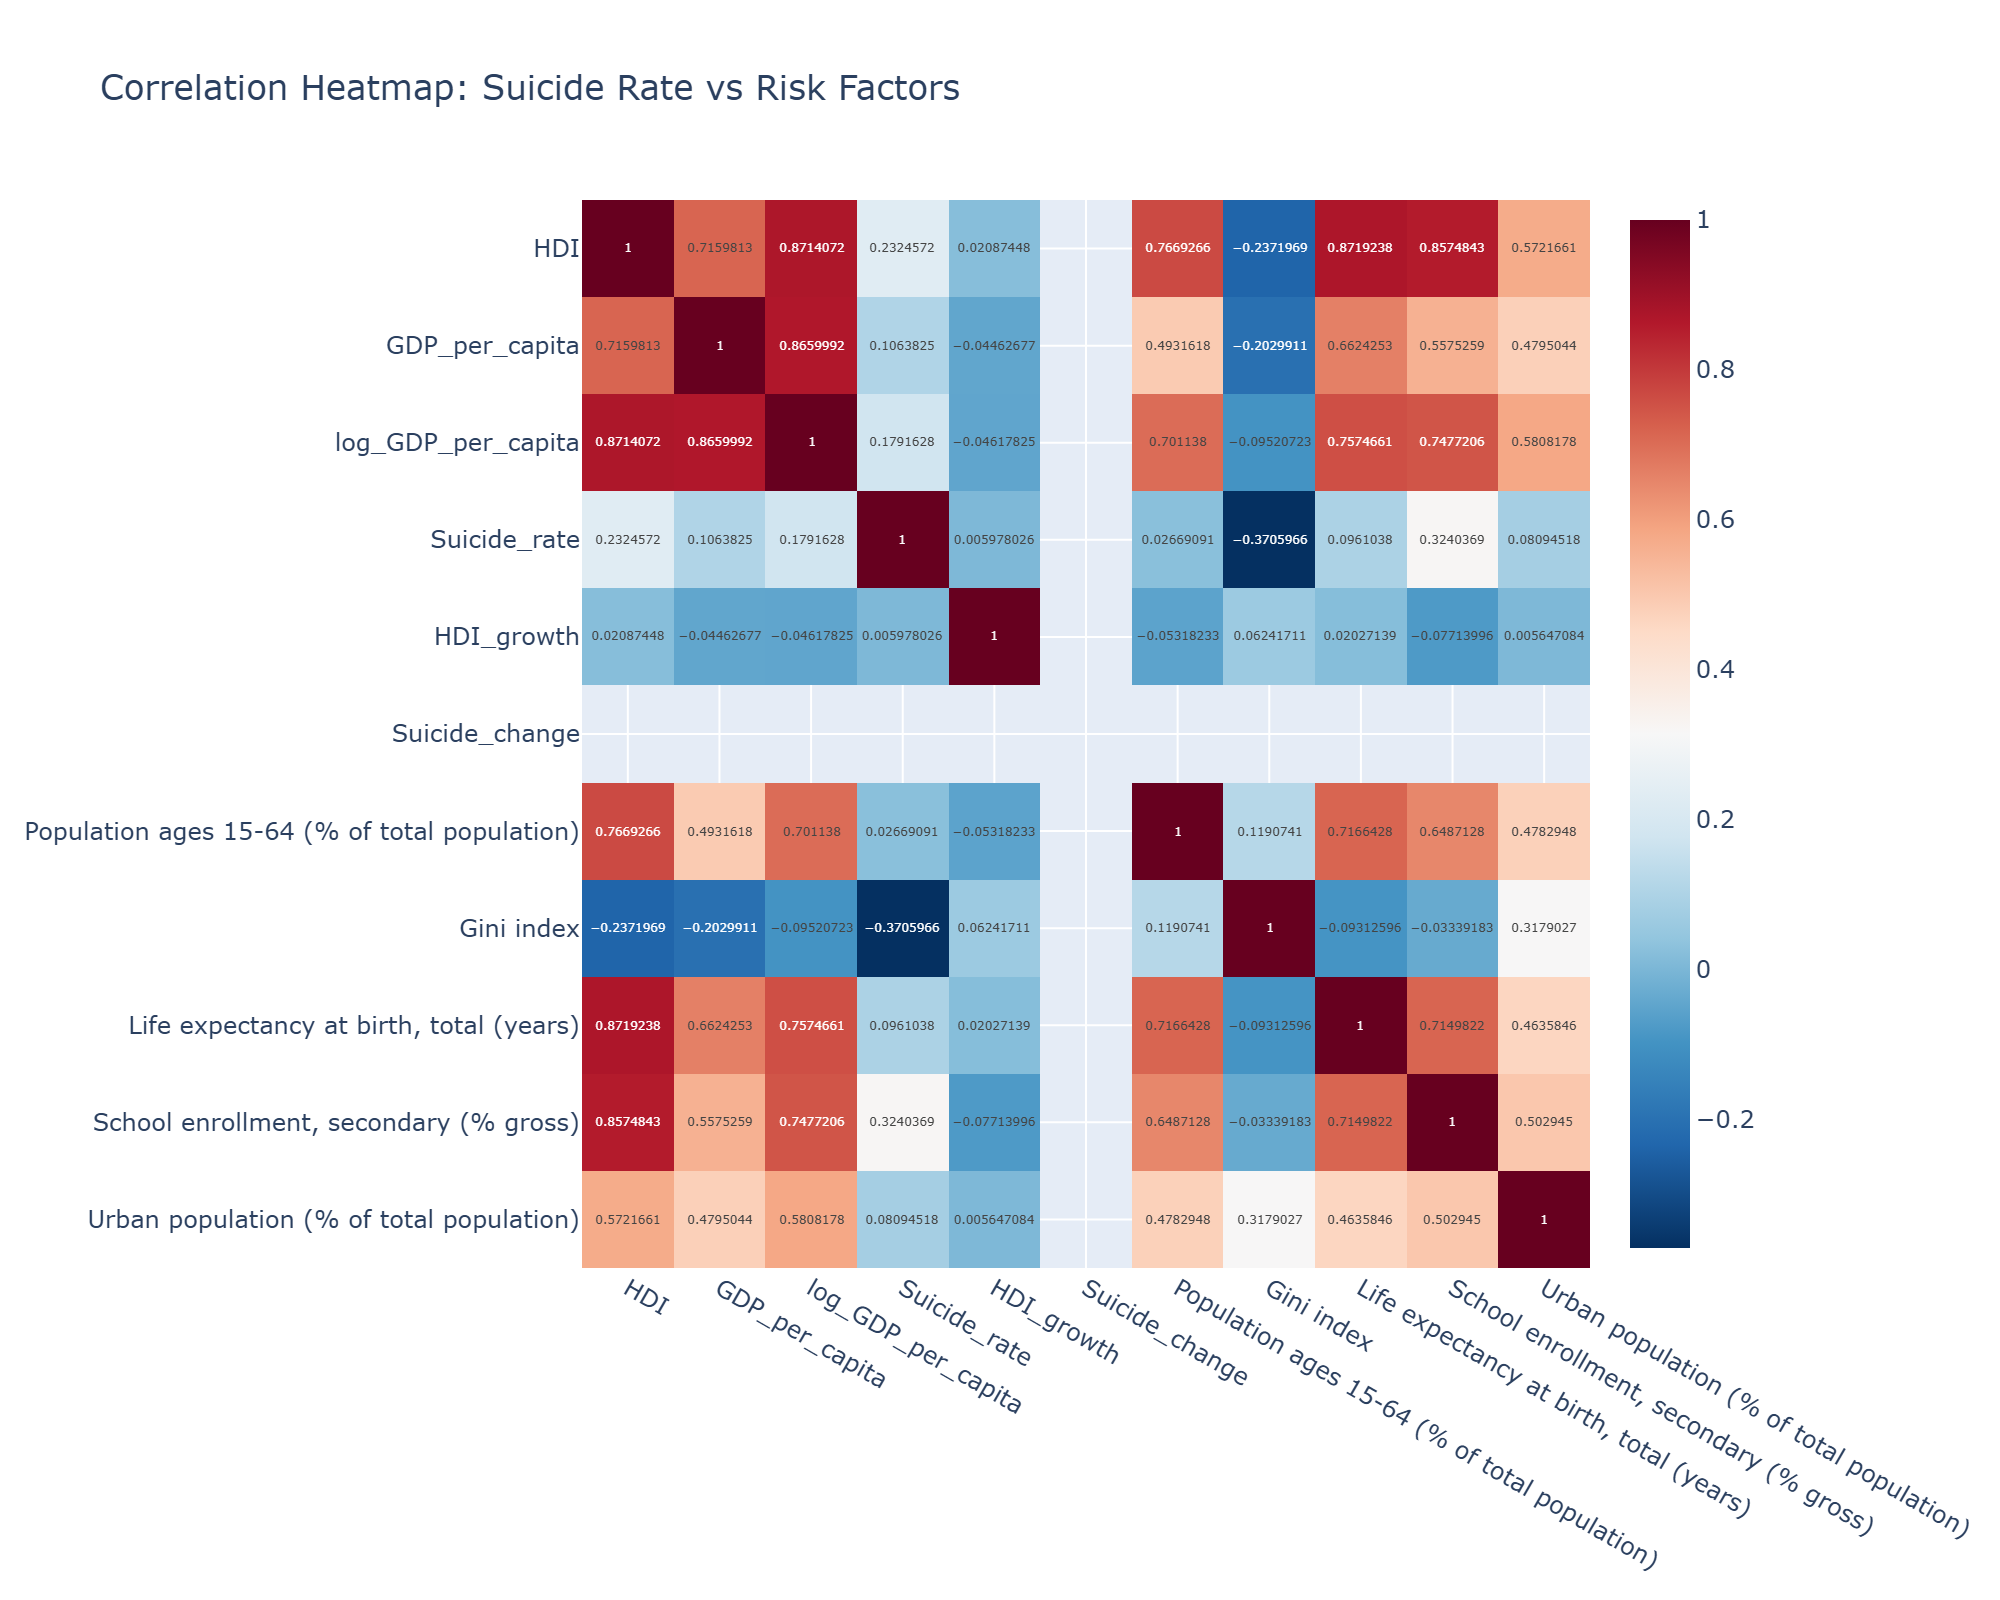 Correlation Heatmap: Suicide Rate vs Risk Factors
HDI 1 0.7159813 0.8714072 0.2324572 0.02087448 0.7669266 −0.2371969 0.8719238 0.8574843 0.5721661
GDP_per_capita 0.7159813 1 0.8659992 0.1063825 −0.04462677 0.4931618 −0.2029911 0.6624253 0.5575259 0.4795044
log_GDP_per_capita 0.8714072 0.8659992 1 0.1791628 −0.04617825 0.701138 −0.09520723 0.7574661 0.7477206 0.5808178
Suicide_rate 0.2324572 0.1063825 0.1791628 1 0.005978026 0.02669091 −0.3705966 0.0961038 0.3240369 0.08094518
HDI_growth 0.02087448 −0.04462677 −0.04617825 0.005978026 1 −0.05318233 0.06241711 0.02027139 −0.07713996 0.005647084
Suicide_change
Population ages 15-64 (% of total population) 0.7669266 0.4931618 0.701138 0.02669091 −0.05318233 1 0.1190741 0.7166428 0.6487128 0.4782948
Gini index −0.2371969 −0.2029911 −0.09520723 −0.3705966 0.06241711 0.1190741 1 −0.09312596 −0.03339183 0.3179027
Life expectancy at birth, total (years) 0.8719238 0.6624253 0.7574661 0.0961038 0.02027139 0.7166428 −0.09312596 1 0.7149822 0.4635846
School enrollment, secondary (% gross) 0.8574843 0.5575259 0.7477206 0.3240369 −0.07713996 0.6487128 −0.03339183 0.7149822 1 0.502945
Urban population (% of total population) 0.5721661 0.4795044 0.5808178 0.08094518 0.005647084 0.4782948 0.3179027 0.4635846 0.502945 1
HDI
GDP_per_capita
log_GDP_per_capita
Suicide_rate
HDI_growth
Suicide_change
Population ages 15-64 (% of total population)
Gini index
Life expectancy at birth, total (years)
School enrollment, secondary (% gross)
Urban population (% of total population)
1
0.8
0.6
0.4
0.2
0
−0.2